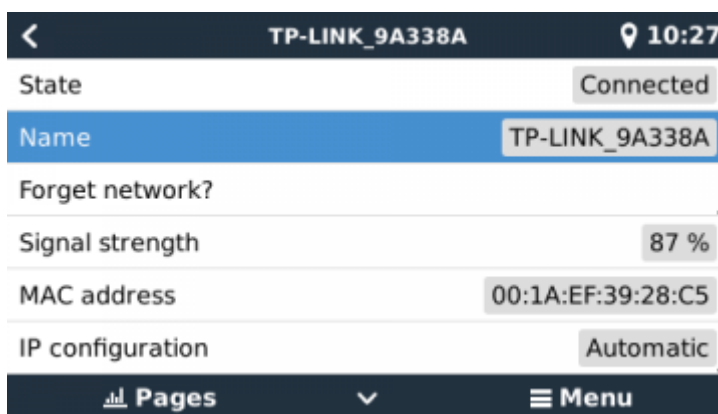 TP-LINK_9A338A 10:27
State Connected
Name TP-LINK_9A338A
Forget network?
Signal strength 87 %
MAC address 00:1A:EF:39:28:C5
IP configuration Automatic
Pages Menu